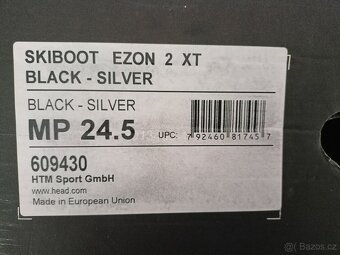 SKIBOOT EZON 2 XT
BLACK - SILVER
BLACK - SILVER
MP 24.5
UPC:
7 92460 81745 7
609430
HTM Sport GmbH
www.head.com
Made in European Union
Bazoš.cz